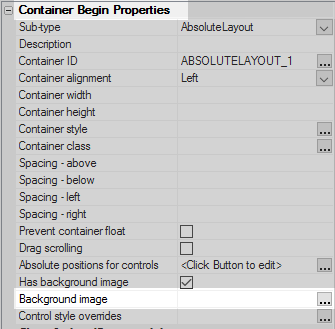 Container Begin Properties
Sub-type AbsoluteLayout
Description
Container ID ABSOLUTELAYOUT_1 ...
Container alignment Left
Container width
Container height
Container style ...
Container class ...
Spacing - above
Spacing - below
Spacing - left
Spacing - right
Prevent container float
Drag scrolling
Absolute positions for controls <Click Button to edit> ...
Has background image
Background image ...
Control style overrides ...